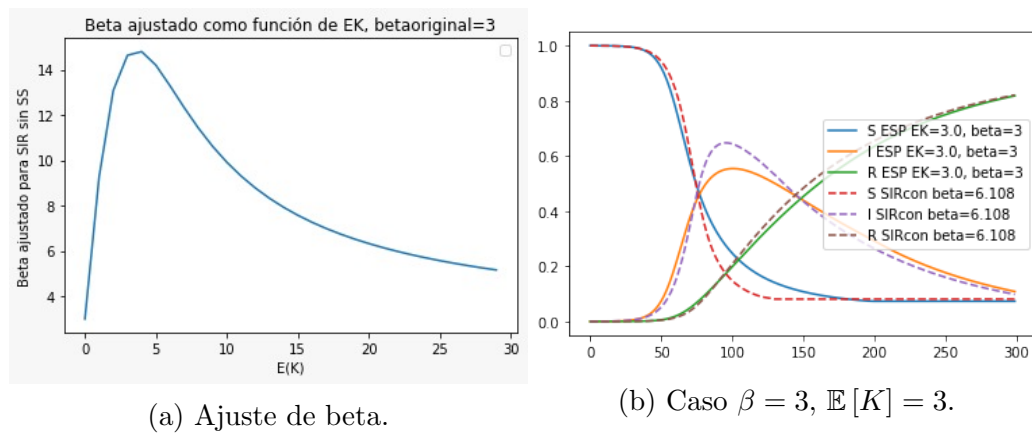 Beta ajustado como función de EK, betaoriginal=3
Beta ajustado para SIR sin SS
14
12
10
8
6
4
0
5
10
15
20
25
30
E(K)
(a) Ajuste de beta.
1.0
0.8
0.6
0.4
0.2
0.0
S ESP EK=3.0, beta=3
I ESP EK=3.0, beta=3
R ESP EK=3.0, beta=3
S SIRcon beta=6.108
I SIRcon beta=6.108
R SIRcon beta=6.108
0
50
100
150
200
250
300
(b) Caso β = 3, 𝔼 [K] = 3.